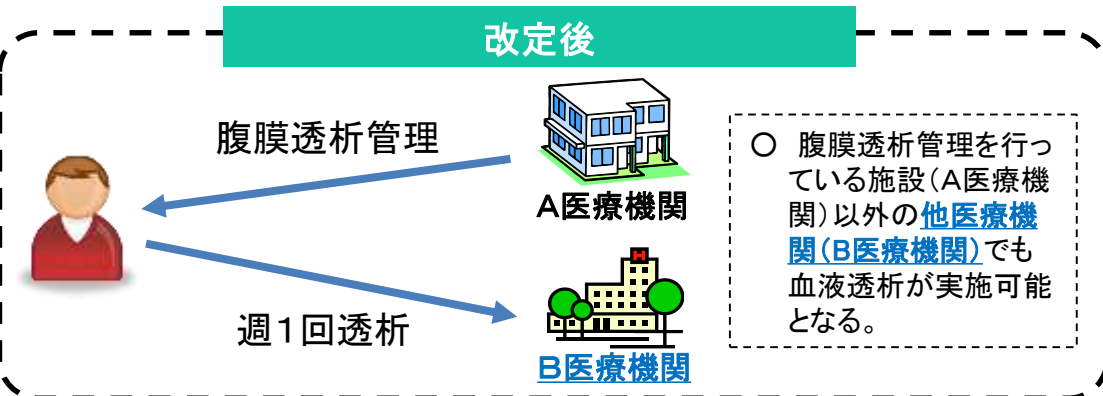 改定後
腹膜透析管理
A医療機関
週1回透析
H
B医療機関
○ 腹膜透析管理を行っ
ている施設(A医療機
関)以外の他医療機
関(B医療機関)でも
血液透析が実施可能
となる。